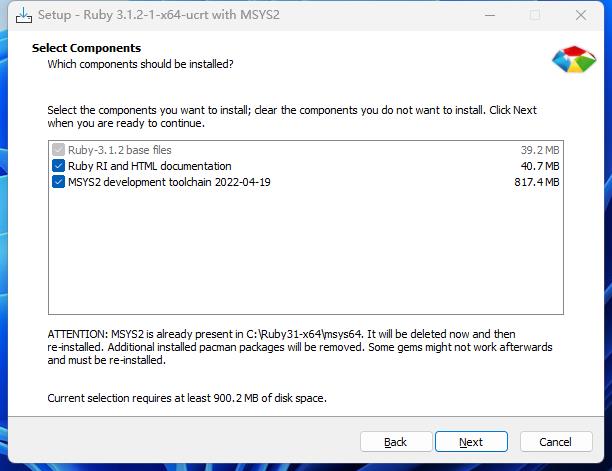 Setup - Ruby 3.1.2-1-x64-ucrt with MSYS2
Select Components
Which components should be installed?
Select the components you want to install; clear the components you do not want to install. Click Next
when you are ready to continue.
Ruby-3.1.2 base files 39.2 MB
Ruby RI and HTML documentation 40.7 MB
MSYS2 development toolchain 2022-04-19 817.4 MB
ATTENTION: MSYS2 is already present in C:\Ruby31-x64\msys64. It will be deleted now and then
re-installed. Additional installed pacman packages will be removed. Some gems might not work afterwards
and must be re-installed.
Current selection requires at least 900.2 MB of disk space.
Back Next Cancel